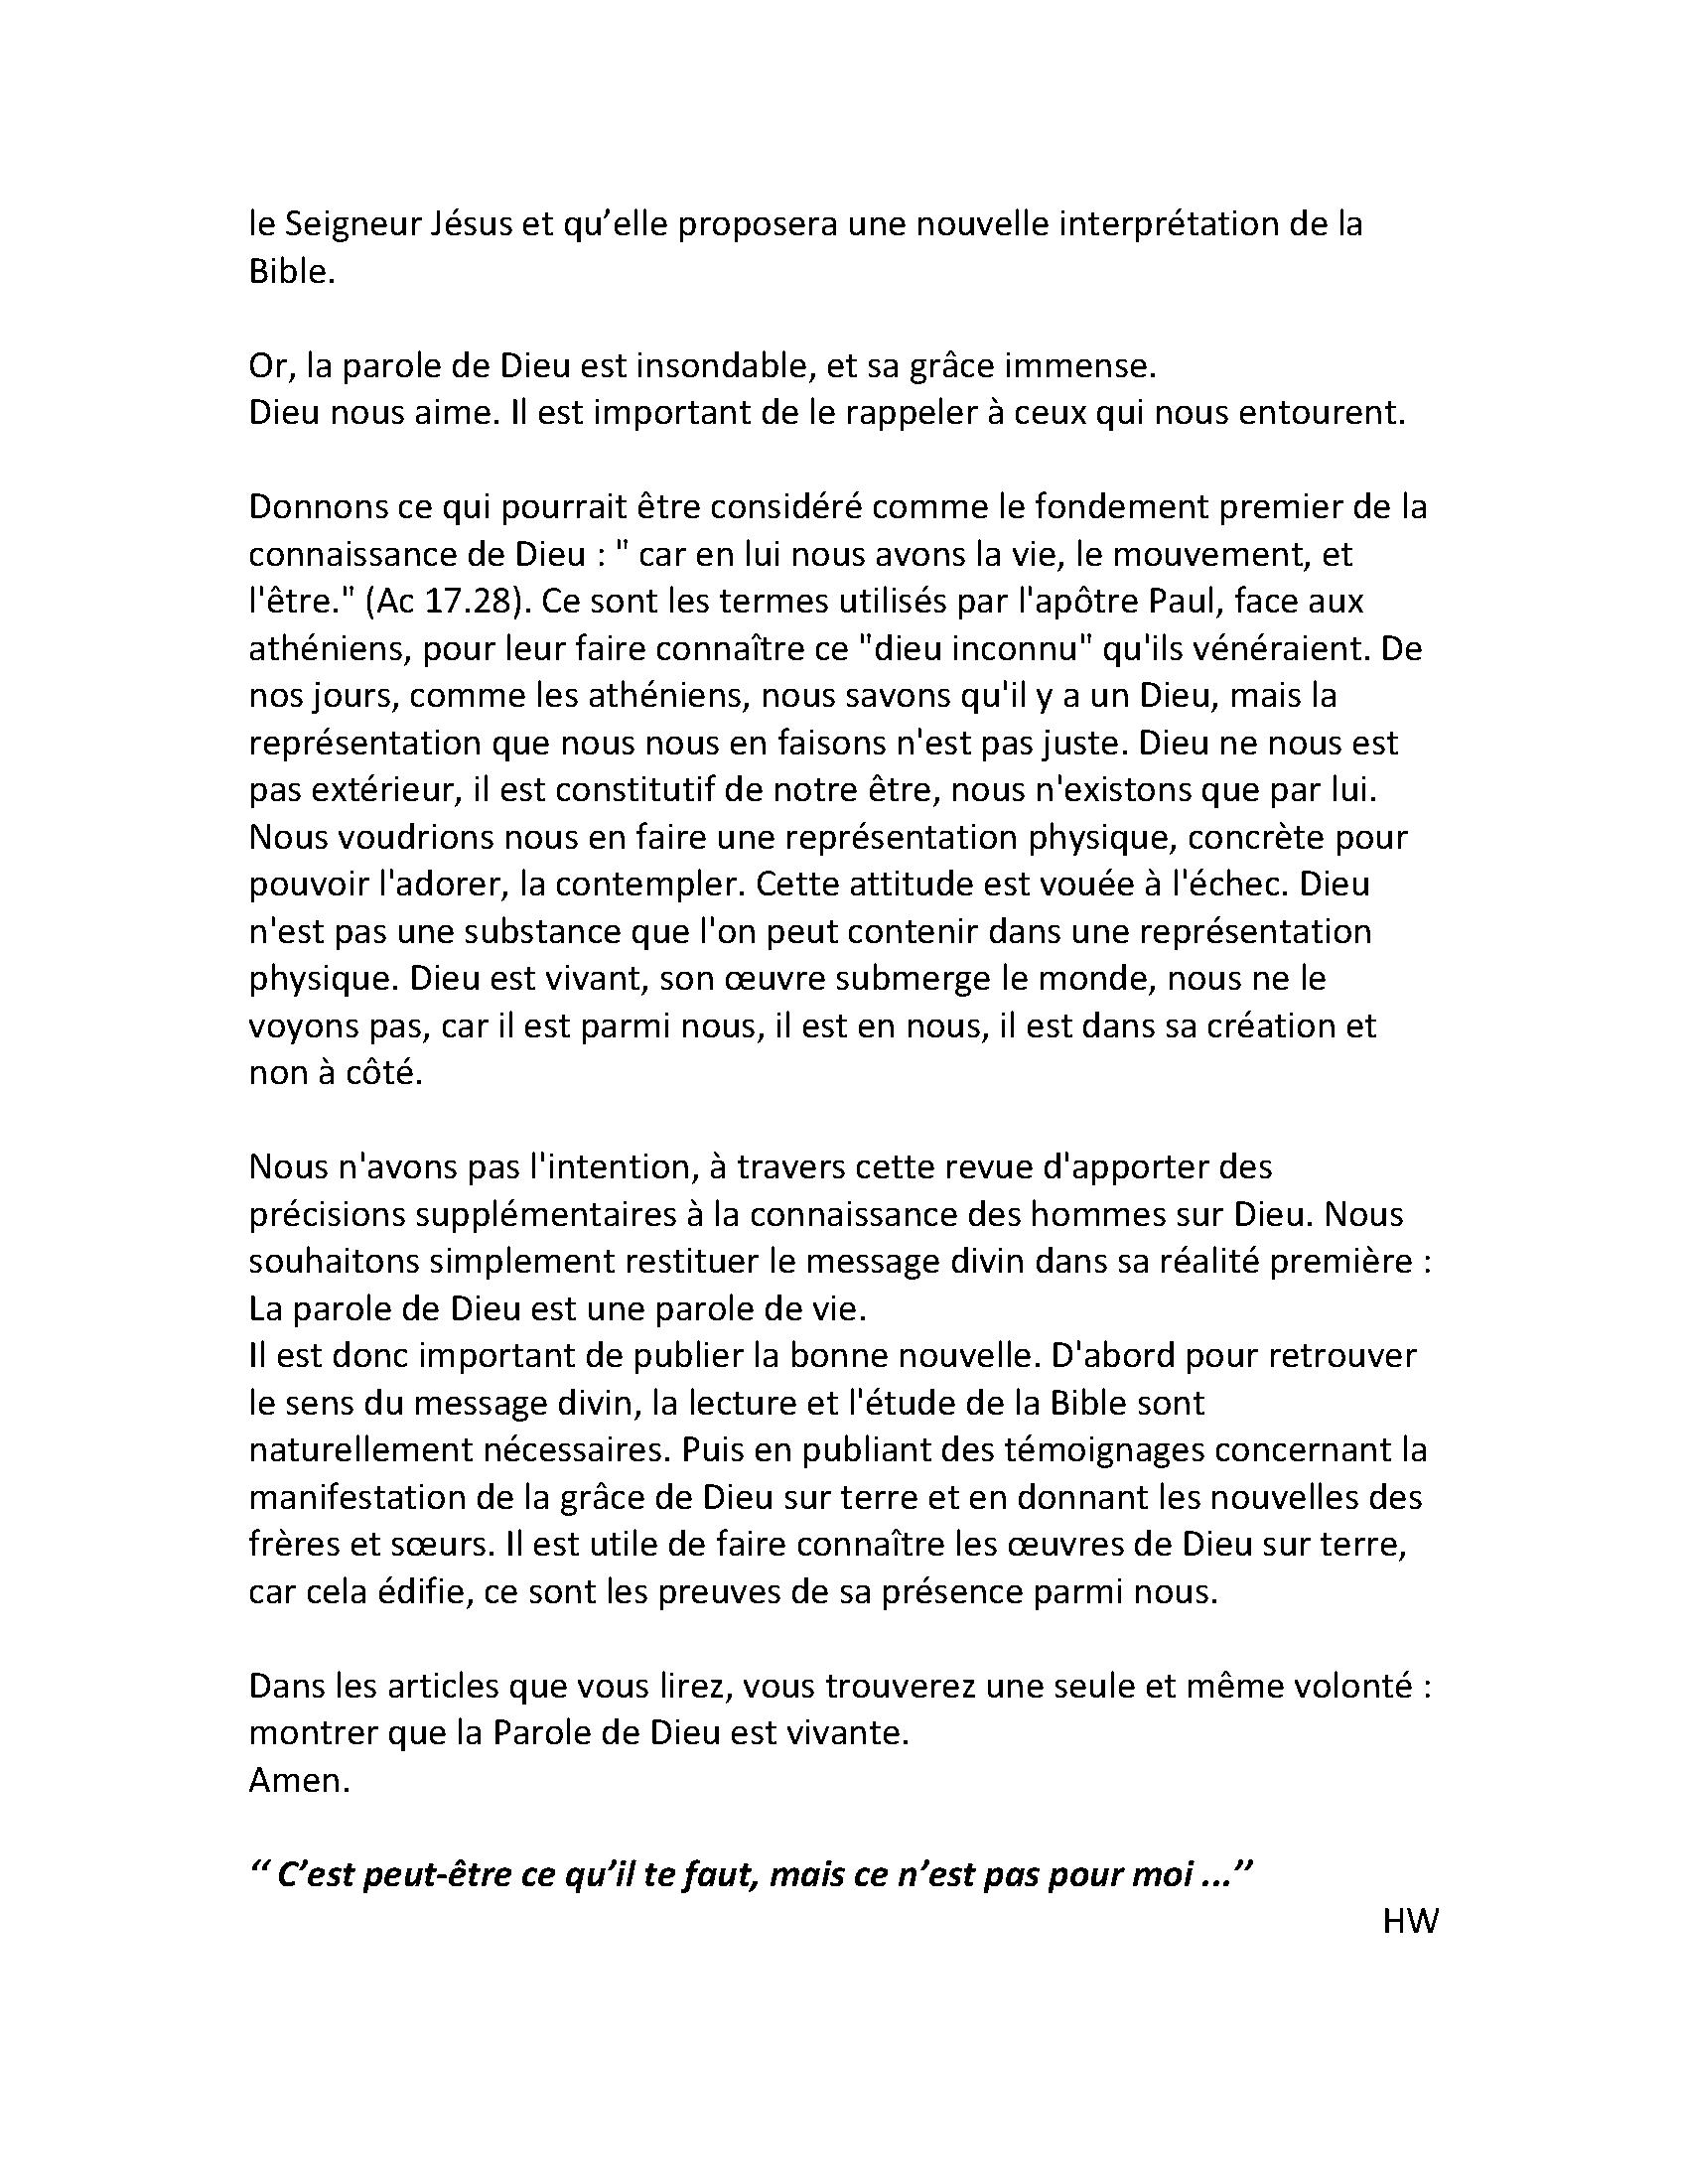 le Seigneur Jésus et qu’elle proposera une nouvelle interprétation de la
Bible.
Or, la parole de Dieu est insondable, et sa grâce immense.
Dieu nous aime. Il est important de le rappeler à ceux qui nous entourent.
Donnons ce qui pourrait être considéré comme le fondement premier de la
connaissance de Dieu : " car en lui nous avons la vie, le mouvement, et
l'être." (Ac 17.28). Ce sont les termes utilisés par l'apôtre Paul, face aux
athéniens, pour leur faire connaître ce "dieu inconnu" qu'ils vénéraient. De
nos jours, comme les athéniens, nous savons qu'il y a un Dieu, mais la
représentation que nous nous en faisons n'est pas juste. Dieu ne nous est
pas extérieur, il est constitutif de notre être, nous n'existons que par lui.
Nous voudrions nous en faire une représentation physique, concrète pour
pouvoir l'adorer, la contempler. Cette attitude est vouée à l'échec. Dieu
n'est pas une substance que l'on peut contenir dans une représentation
physique. Dieu est vivant, son œuvre submerge le monde, nous ne le
voyons pas, car il est parmi nous, il est en nous, il est dans sa création et
non à côté.
Nous n'avons pas l'intention, à travers cette revue d'apporter des
précisions supplémentaires à la connaissance des hommes sur Dieu. Nous
souhaitons simplement restituer le message divin dans sa réalité première :
La parole de Dieu est une parole de vie.
Il est donc important de publier la bonne nouvelle. D'abord pour retrouver
le sens du message divin, la lecture et l'étude de la Bible sont
naturellement nécessaires. Puis en publiant des témoignages concernant la
manifestation de la grâce de Dieu sur terre et en donnant les nouvelles des
frères et sœurs. Il est utile de faire connaître les œuvres de Dieu sur terre,
car cela édifie, ce sont les preuves de sa présence parmi nous.
Dans les articles que vous lirez, vous trouverez une seule et même volonté :
montrer que la Parole de Dieu est vivante.
Amen.
‘‘ C’est peut-être ce qu’il te faut, mais ce n’est pas pour moi ...’’
HW